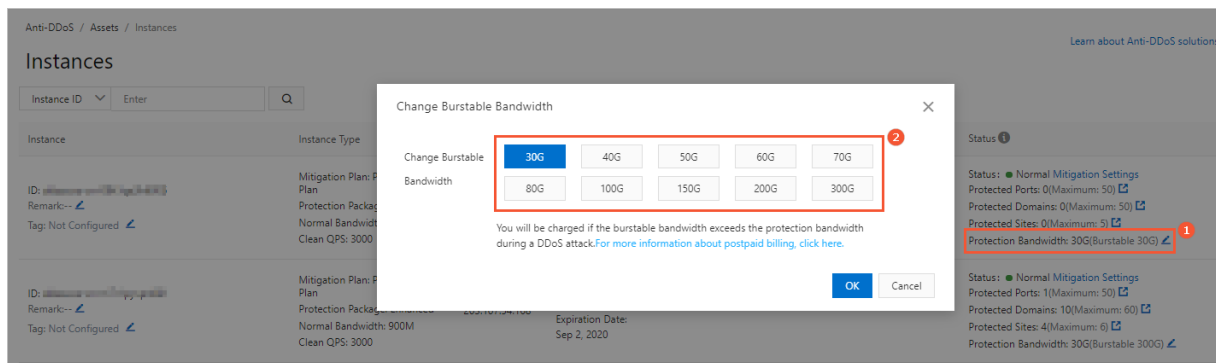 Anti-DDoS / Assets / Instances
Learn about Anti-DDoS solutions
Instances
Instance ID Enter
Change Burstable Bandwidth
Instance
Instance Type
Status
2
Change Burstable Bandwidth
30G 40G 50G 60G 70G
80G 100G 150G 200G 300G
You will be charged if the burstable bandwidth exceeds the protection bandwidth
during a DDoS attack.For more information about postpaid billing, click here.
OK Cancel
ID:
Remark:--
Tag: Not Configured
Mitigation Plan: P
Plan
Protection Packag
Normal Bandwidt
Clean QPS: 3000
Status: Normal Mitigation Settings
Protected Ports: 0(Maximum: 50)
Protected Domains: 0(Maximum: 50)
Protected Sites: 0(Maximum: 5)
Protection Bandwidth: 30G(Burstable 30G)
1
ID:
Remark:--
Tag: Not Configured
Mitigation Plan: P
Plan
Protection Package: Enhanced
Normal Bandwidth: 900M
Clean QPS: 3000
Expiration Date:
Sep 2, 2020
Status: Normal Mitigation Settings
Protected Ports: 1(Maximum: 50)
Protected Domains: 10(Maximum: 60)
Protected Sites: 4(Maximum: 6)
Protection Bandwidth: 30G(Burstable 300G)